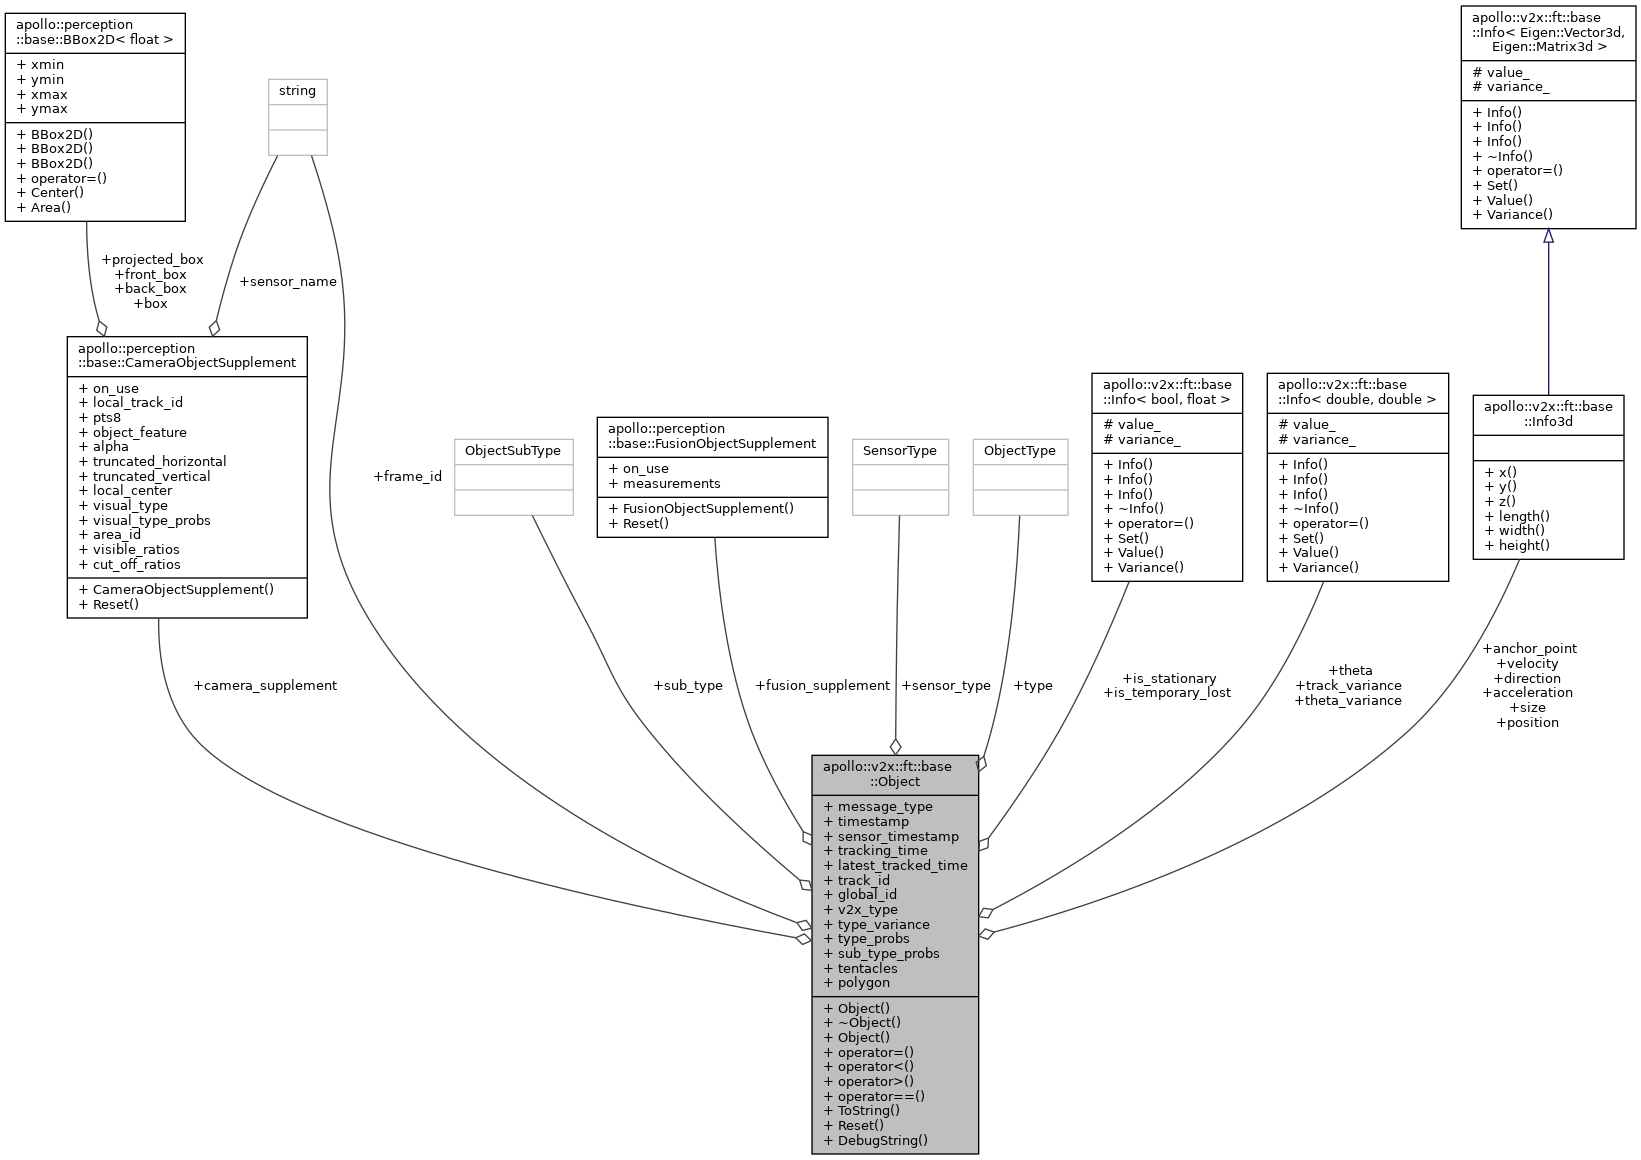 apollo::perception
::base::BBox2D< float >
+ xmin
+ ymin
+ xmax
+ ymax
+ BBox2D()
+ BBox2D()
+ BBox2D()
+ operator=()
+ Center()
+ Area()
string
apollo::v2x::ft::base
::Info< Eigen::Vector3d,
Eigen::Matrix3d >
# value_
# variance_
+ Info()
+ Info()
+ Info()
+ ~Info()
+ operator=()
+ Set()
+ Value()
+ Variance()
+projected_box
+front_box
+back_box
+box
+sensor_name
apollo::perception
::base::CameraObjectSupplement
+ on_use
+ local_track_id
+ pts8
+ object_feature
+ alpha
+ truncated_horizontal
+ truncated_vertical
+ local_center
+ visual_type
+ visual_type_probs
+ area_id
+ visible_ratios
+ cut_off_ratios
+ CameraObjectSupplement()
+ Reset()
+frame_id
ObjectSubType
apollo::perception
::base::FusionObjectSupplement
+ on_use
+ measurements
+ FusionObjectSupplement()
+ Reset()
SensorType
ObjectType
apollo::v2x::ft::base
::Info< bool, float >
# value_
# variance_
+ Info()
+ Info()
+ Info()
+ ~Info()
+ operator=()
+ Set()
+ Value()
+ Variance()
apollo::v2x::ft::base
::Info< double, double >
# value_
# variance_
+ Info()
+ Info()
+ Info()
+ ~Info()
+ operator=()
+ Set()
+ Value()
+ Variance()
apollo::v2x::ft::base
::Info3d
+ x()
+ y()
+ z()
+ length()
+ width()
+ height()
+camera_supplement
+sub_type
+fusion_supplement
+sensor_type
+type
+is_stationary
+is_temporary_lost
+theta
+track_variance
+theta_variance
+anchor_point
+velocity
+direction
+acceleration
+size
+position
apollo::v2x::ft::base
::Object
+ message_type
+ timestamp
+ sensor_timestamp
+ tracking_time
+ latest_tracked_time
+ track_id
+ global_id
+ v2x_type
+ type_variance
+ type_probs
+ sub_type_probs
+ tentacles
+ polygon
+ Object()
+ ~Object()
+ Object()
+ operator=()
+ operator<()
+ operator>()
+ operator==()
+ ToString()
+ Reset()
+ DebugString()